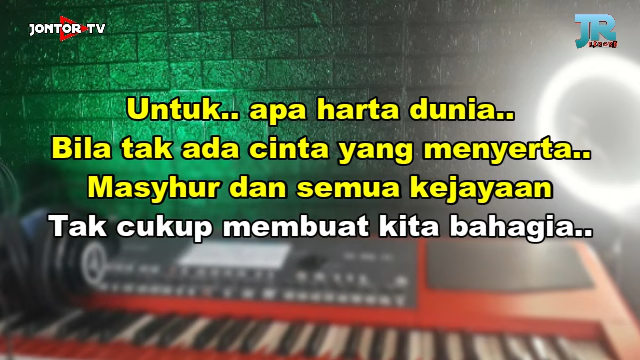 JONTOR TV
JR
Untuk.. apa harta dunia..
Bila tak ada cinta yang menyerta..
Masyhur dan semua kejayaan
Tak cukup membuat kita bahagia..